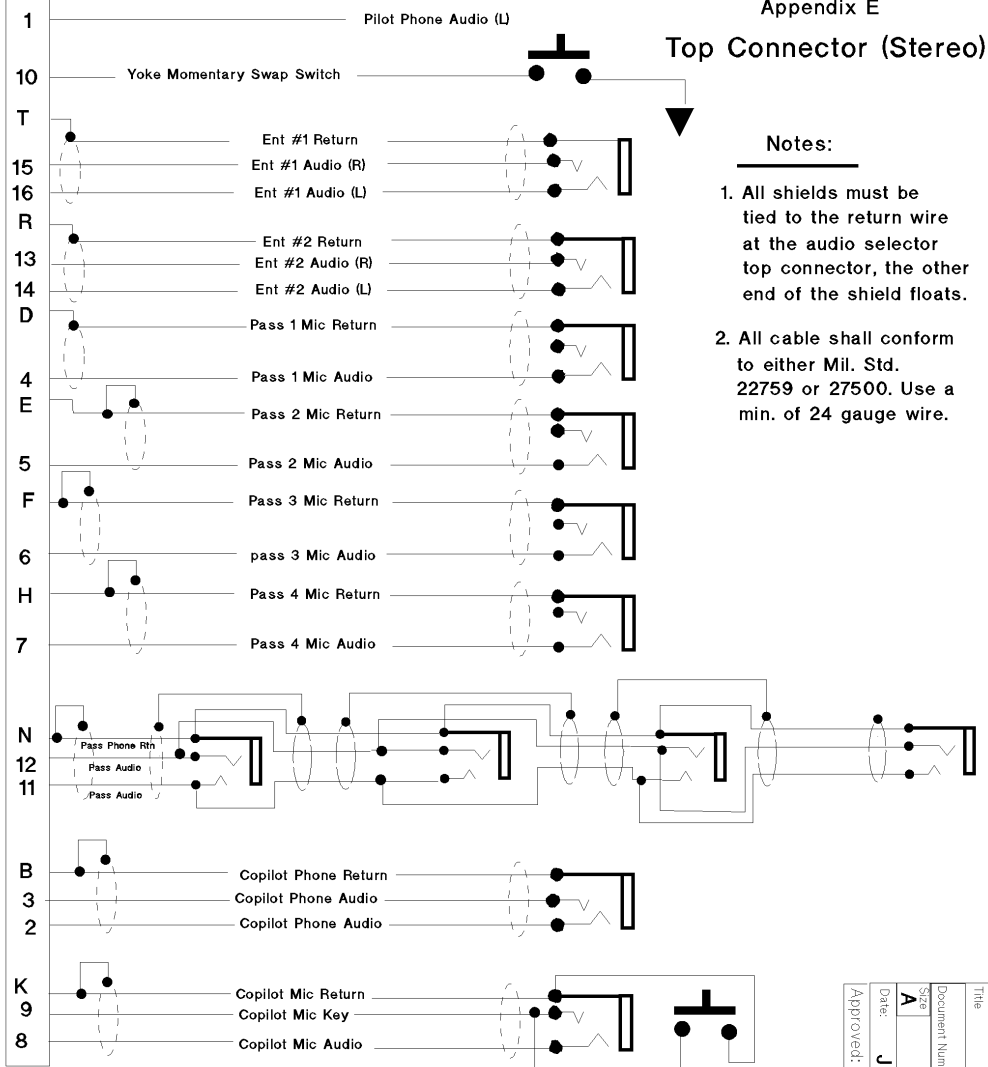 Appendix E
Top Connector (Stereo)
1 Pilot Phone Audio (L)
10 Yoke Momentary Swap Switch
T
Ent #1 Return
15 Ent #1 Audio (R)
16 Ent #1 Audio (L)
R
Ent #2 Return
13 Ent #2 Audio (R)
14 Ent #2 Audio (L)
D
Pass 1 Mic Return
4 Pass 1 Mic Audio
E
Pass 2 Mic Return
5 Pass 2 Mic Audio
F Pass 3 Mic Return
6 pass 3 Mic Audio
H Pass 4 Mic Return
7 Pass 4 Mic Audio
N
Pass Phone Rtn
12
Pass Audio
11
Pass Audio
B Copilot Phone Return
3 Copilot Phone Audio
2 Copilot Phone Audio
K Copilot Mic Return
9 Copilot Mic Key
8 Copilot Mic Audio
Notes:
1. All shields must be
tied to the return wire
at the audio selector
top connector, the other
end of the shield floats.
2. All cable shall conform
to either Mil. Std.
22759 or 27500. Use a
min. of 24 gauge wire.
Title
Document Num
Size
A
Date: J
Approved: